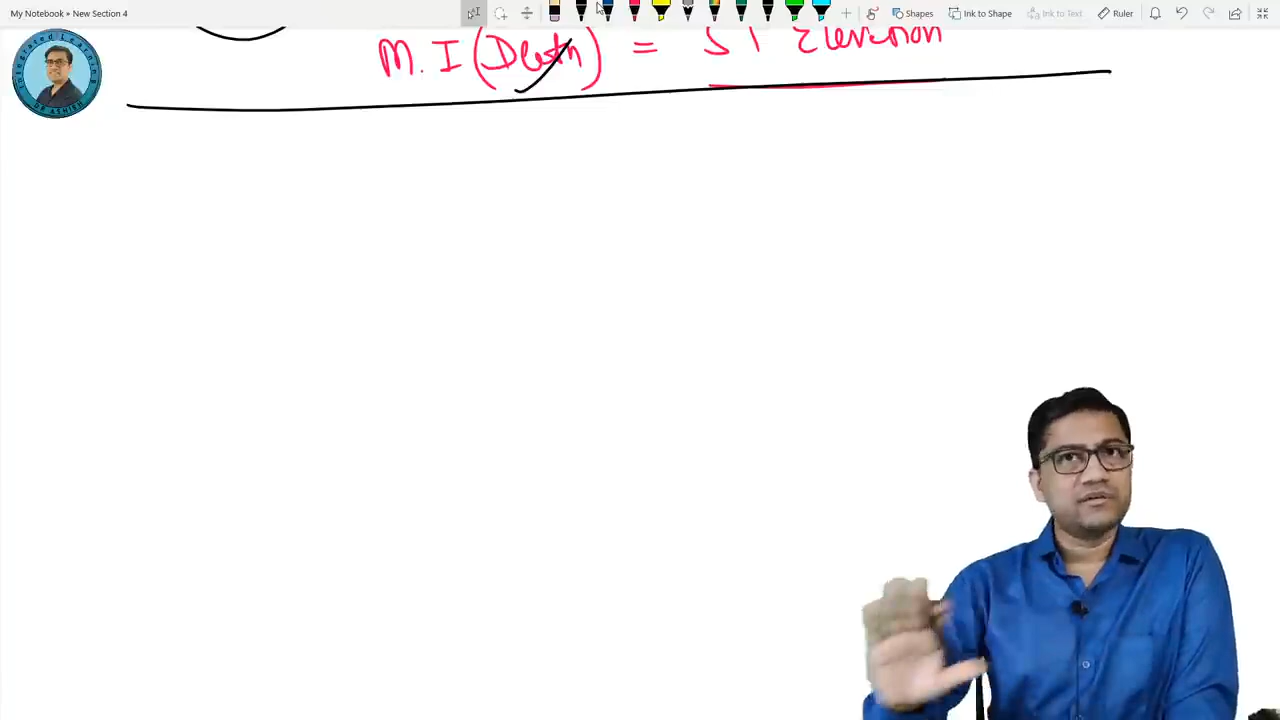 My Notebook » New Section 4
Shapes
Ink to Shape
Ink to Text
Ruler
M.I (Death) = ST Elevation